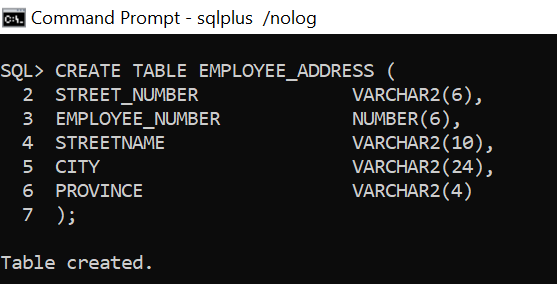 Command Prompt - sqlplus /nolog
SQL> CREATE TABLE EMPLOYEE_ADDRESS (
2 STREET_NUMBER VARCHAR2(6),
3 EMPLOYEE_NUMBER NUMBER(6),
4 STREETNAME VARCHAR2(10),
5 CITY VARCHAR2(24),
6 PROVINCE VARCHAR2(4)
7 );
Table created.